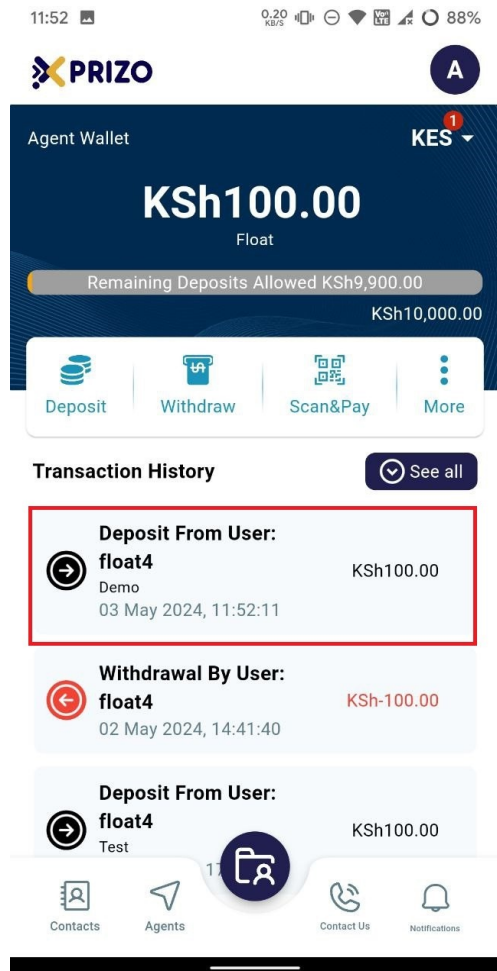 11:52
0.20 KB/S
Vo)) LTE
88%
PRIZO
A
Agent Wallet
KES
1
KSh100.00
Float
Remaining Deposits Allowed KSh9,900.00
KSh10,000.00
Deposit
Withdraw
Scan&Pay
More
Transaction History
See all
Deposit From User:
float4
KSh100.00
Demo
03 May 2024, 11:52:11
Withdrawal By User:
float4
KSh-100.00
02 May 2024, 14:41:40
Deposit From User:
float4
KSh100.00
Test
Contacts
Agents
Contact Us
Notifications